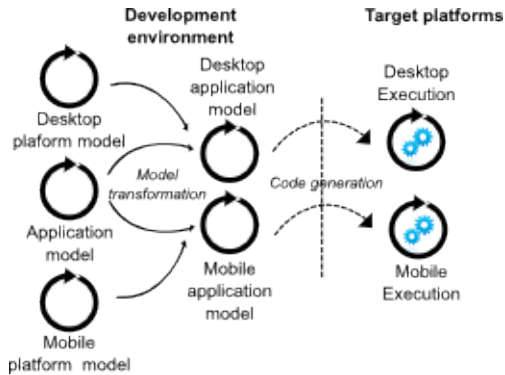 Development
environment
Target platforms
Desktop
plaform model
Desktop
application
model
Desktop
Execution
Model
transformation
Code generation
Application
model
Mobile
platform model
Mobile
application
model
Mobile
Execution